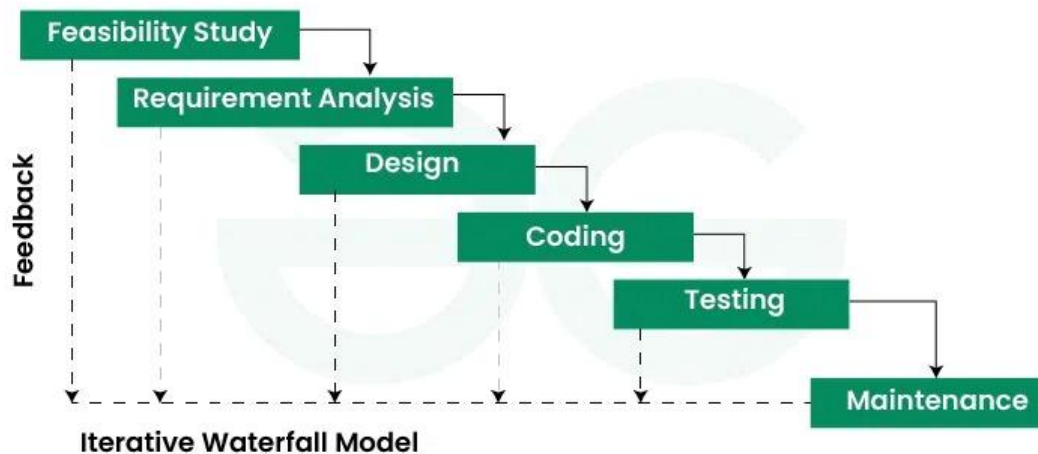 Feasibility Study
Requirement Analysis
Design
Coding
Testing
Maintenance
Feedback
Iterative Waterfall Model